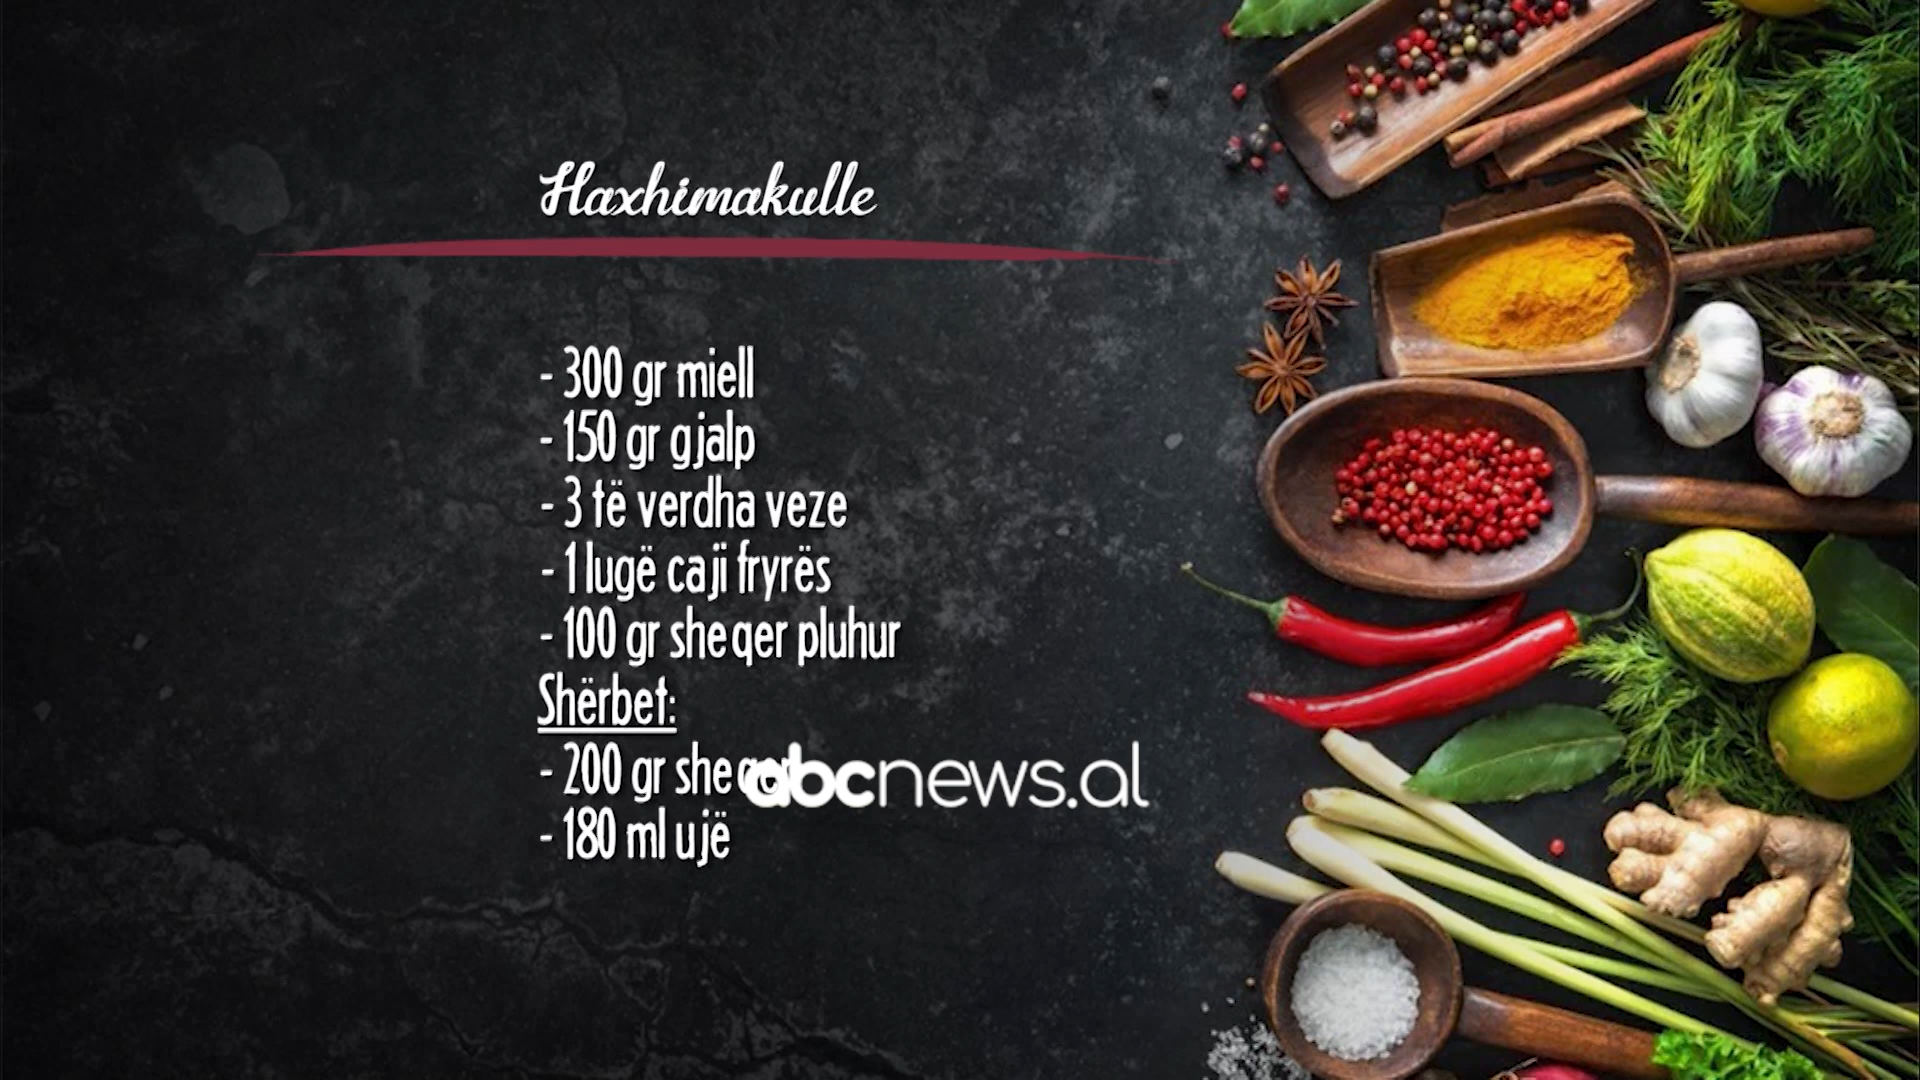 Haxhimakulle
- 300 gr miell
- 150 gr gjalp
- 3 të verdha veze
- 1 lugë caji fryrës
- 100 gr sheqer pluhur
Shërbet:
- 200 gr sheqer
abcnews.al
- 180 ml ujë